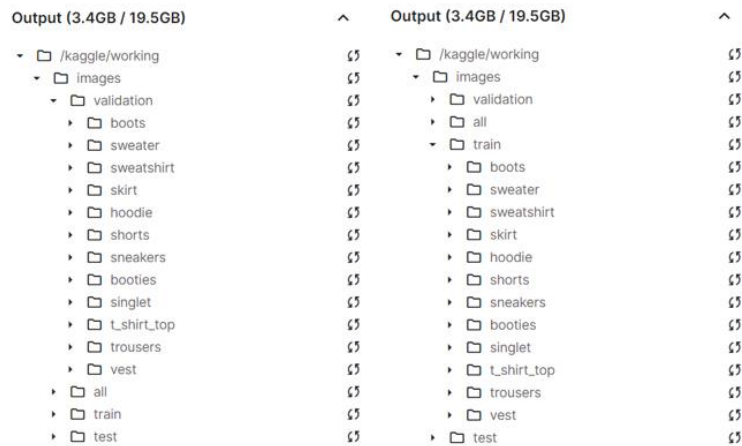 Output (3.4GB / 19.5GB)
/kaggle/working
images
validation
boots
sweater
sweatshirt
skirt
hoodie
shorts
sneakers
booties
singlet
t_shirt_top
trousers
vest
all
train
test
Output (3.4GB / 19.5GB)
/kaggle/working
images
validation
all
train
boots
sweater
sweatshirt
skirt
hoodie
shorts
sneakers
booties
singlet
t_shirt_top
trousers
vest
test